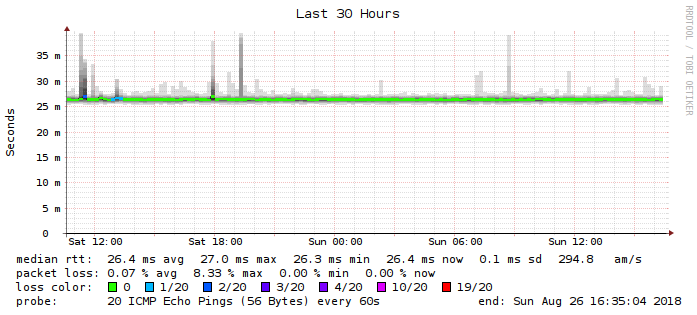 Last 30 Hours
RRDTOOL / TOBI OETIKER
Seconds
35 m
30 m
25 m
20 m
15 m
10 m
5 m
0
Sat 12:00 Sat 18:00 Sun 00:00 Sun 06:00 Sun 12:00
median rtt: 26.4 ms avg 27.0 ms max 26.3 ms min 26.4 ms now 0.1 ms sd 294.8 am/s
packet loss: 0.07 % avg 8.33 % max 0.00 % min 0.00 % now
loss color: 0 1/20 2/20 3/20 4/20 10/20 19/20
probe: 20 ICMP Echo Pings (56 Bytes) every 60s end: Sun Aug 26 16:35:04 2018